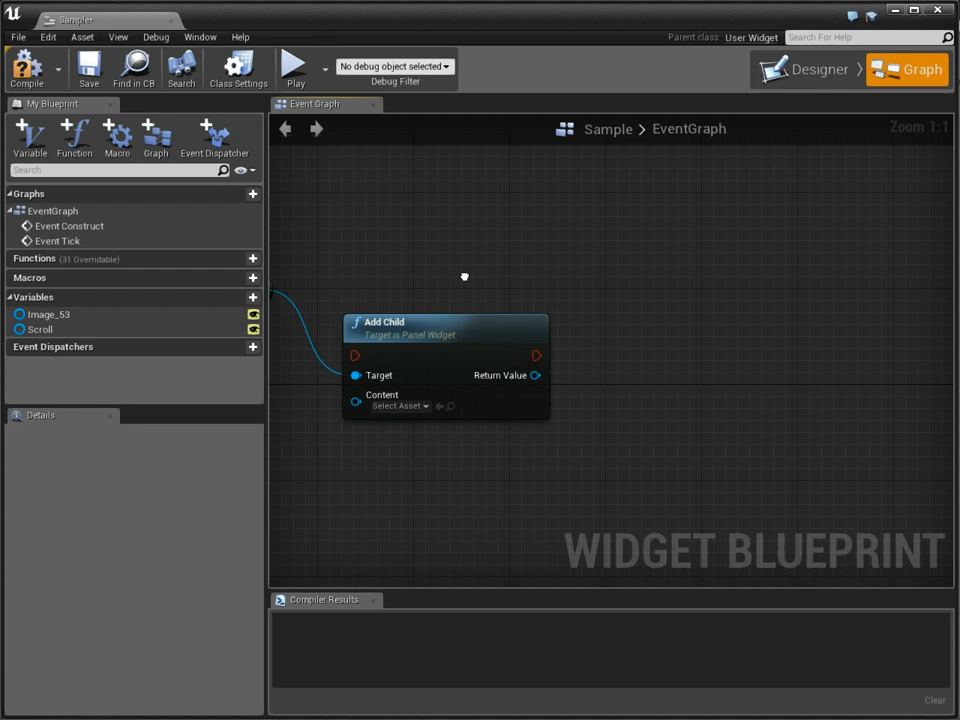 Sample*
File Edit Asset View Debug Window Help
Parent class: User Widget Search For Help
Compile Save Find in CB Search Class Settings Play
No debug object selected
Debug Filter
Designer Graph
My Blueprint
Event Graph
Variable Function Macro Graph Event Dispatcher
Search
Sample > EventGraph
Zoom 1:1
Graphs
EventGraph
Event Construct
Event Tick
Functions (31 Overridable)
Macros
Variables
Image_53
Scroll
Event Dispatchers
Details
Add Child
Target is Panel Widget
Target Return Value
Content
Select Asset
WIDGET BLUEPRINT
Compiler Results
Clear